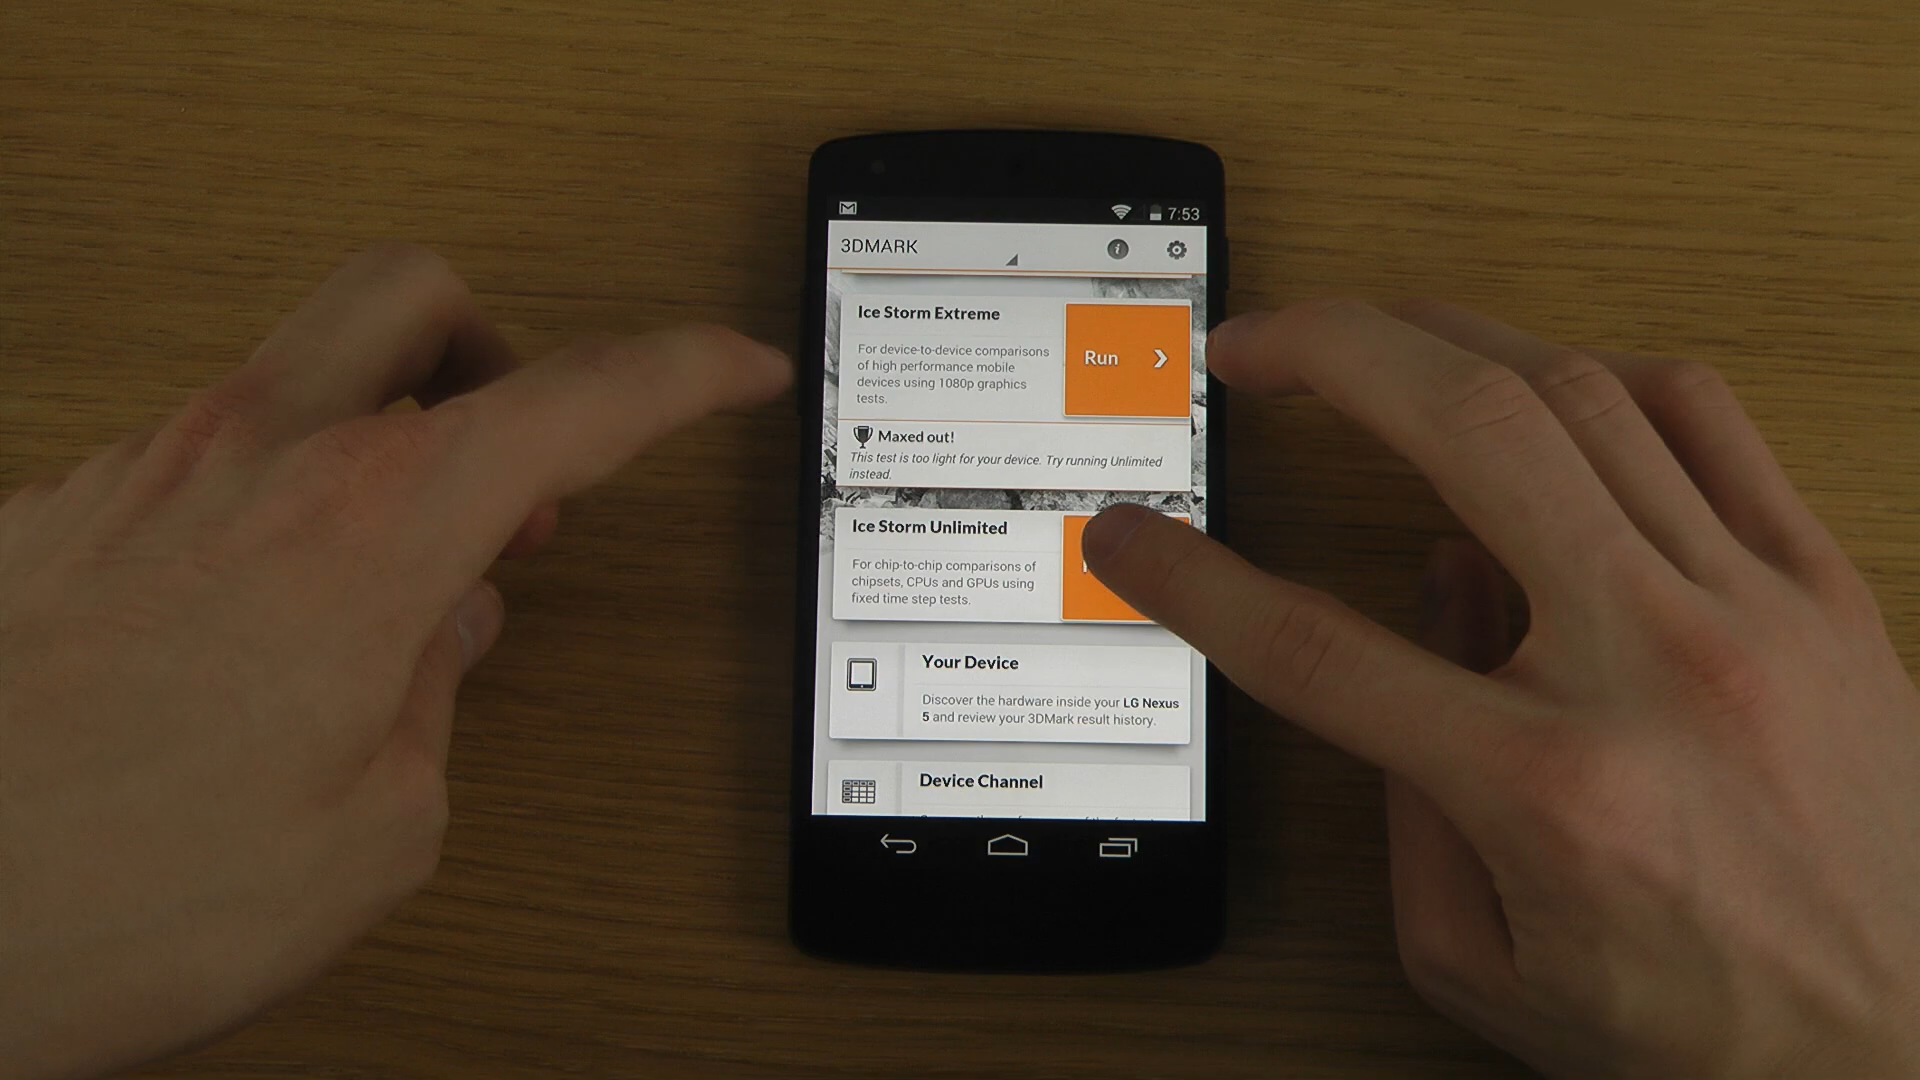 7:53
3DMARK
Ice Storm Extreme
For device-to-device comparisons
of high performance mobile
devices using 1080p graphics
tests.
Run
Maxed out!
This test is too light for your device. Try running Unlimited
instead.
Ice Storm Unlimited
For chip-to-chip comparisons of
chipsets, CPUs and GPUs using
fixed time step tests.
Your Device
Discover the hardware inside your LG Nexus
5 and review your 3DMark result history.
Device Channel